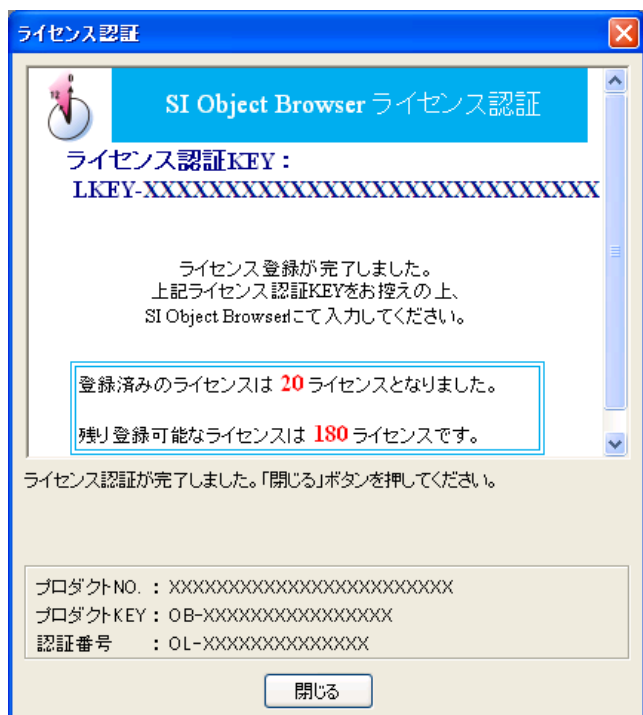 ライセンス認証
SI Object Browser ライセンス認証
ライセンス認証KEY：
LKEY-XXXXXXXXXXXXXXXXXXXXXXXXXXXX
ライセンス登録が完了しました。
上記ライセンス認証KEYをお控えの上、
SI Object Browserにて入力してください。
登録済みのライセンスは 20 ライセンスとなりました。
残り登録可能なライセンスは 180 ライセンスです。
ライセンス認証が完了しました。「閉じる」ボタンを押してください。
プロダクトNO. : XXXXXXXXXXXXXXXXXXXXXXXX
プロダクトKEY : OB-XXXXXXXXXXXXXXXX
認証番号 : OL-XXXXXXXXXXXXXX
閉じる